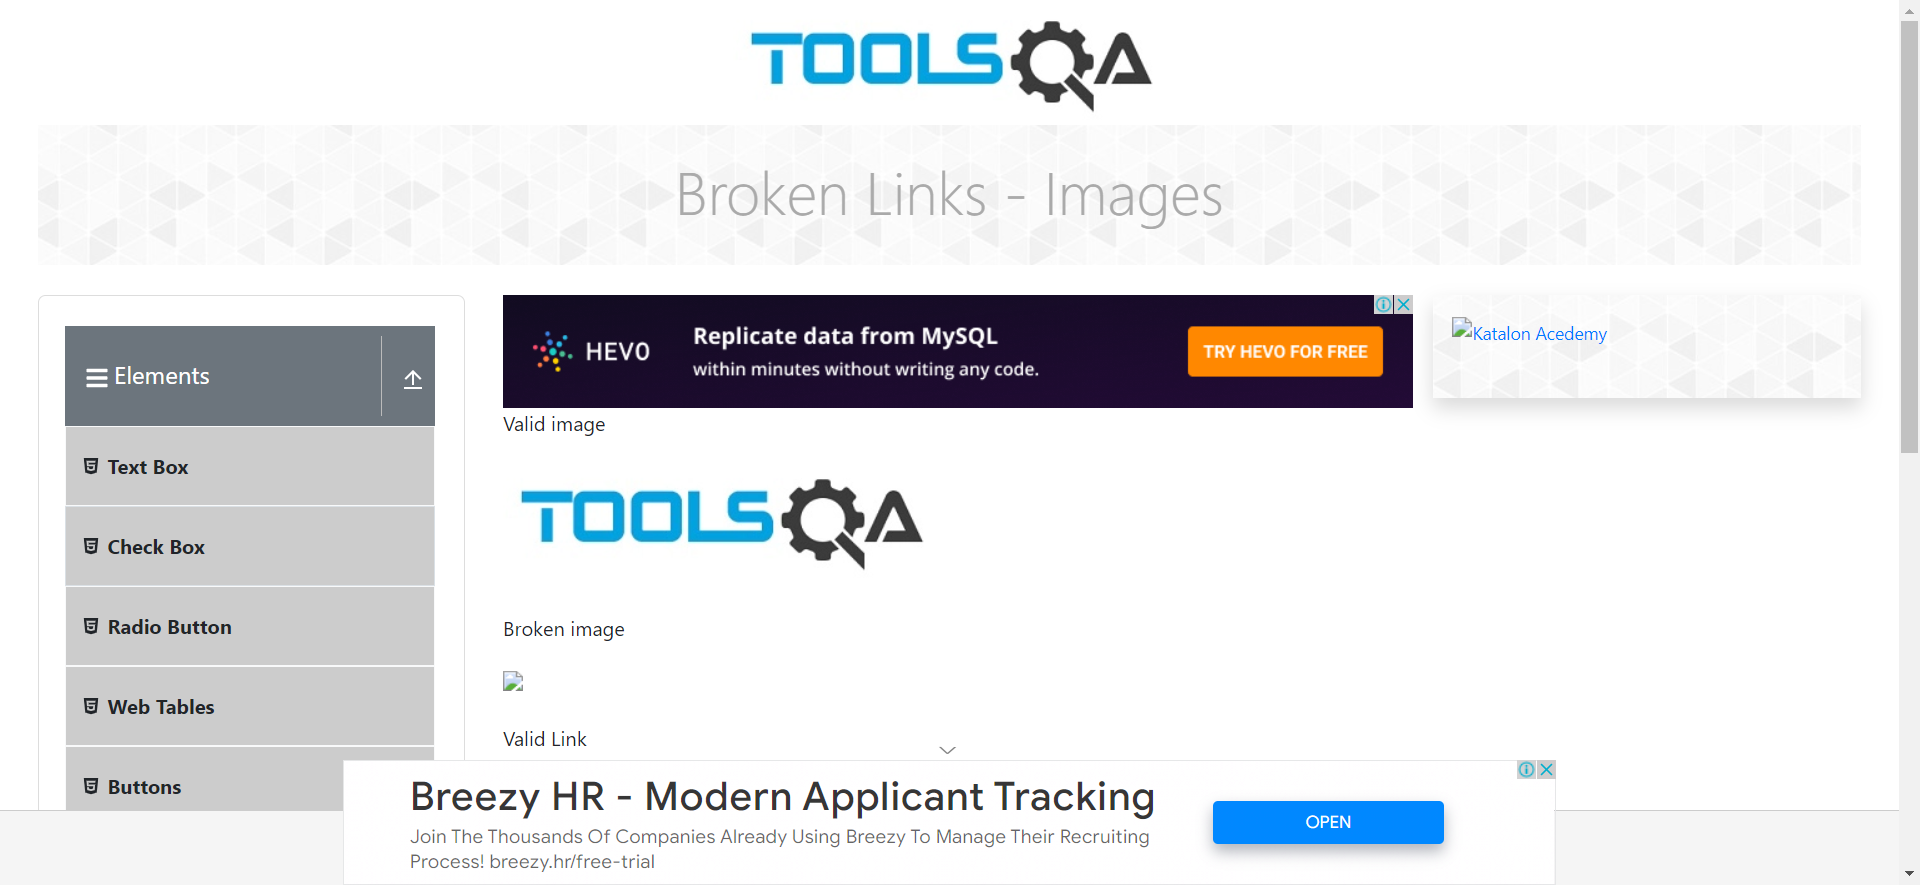 TOOLSQA
Broken Links - Images
Elements
Text Box
Check Box
Radio Button
Web Tables
Buttons
HEVO
Replicate data from MySQL
within minutes without writing any code.
TRY HEVO FOR FREE
Katalon Acedemy
Valid image
TOOLSQA
Broken image
Valid Link
Breezy HR - Modern Applicant Tracking
Join The Thousands Of Companies Already Using Breezy To Manage Their Recruiting
Process! breezy.hr/free-trial
OPEN